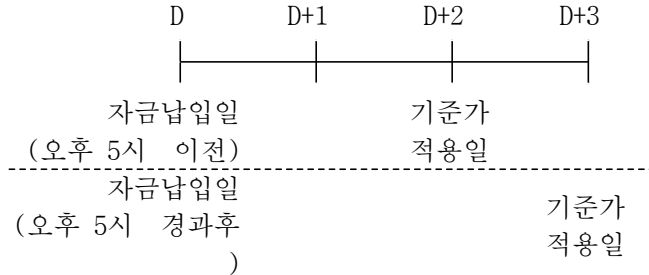 D D+1 D+2 D+3
자금납입일 기준가
(오후 5시 이전) 적용일
자금납입일
(오후 5시 경과후
)
기준가
적용일